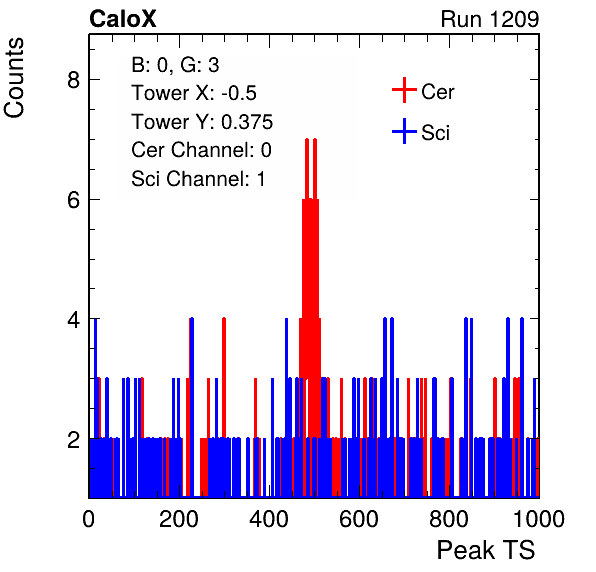 CaloX Run 1209
Counts
B: 0, G: 3
Tower X: -0.5
Tower Y: 0.375
Cer Channel: 0
Sci Channel: 1
Cer
Sci
8
6
4
2
0 200 400 600 800 1000
Peak TS